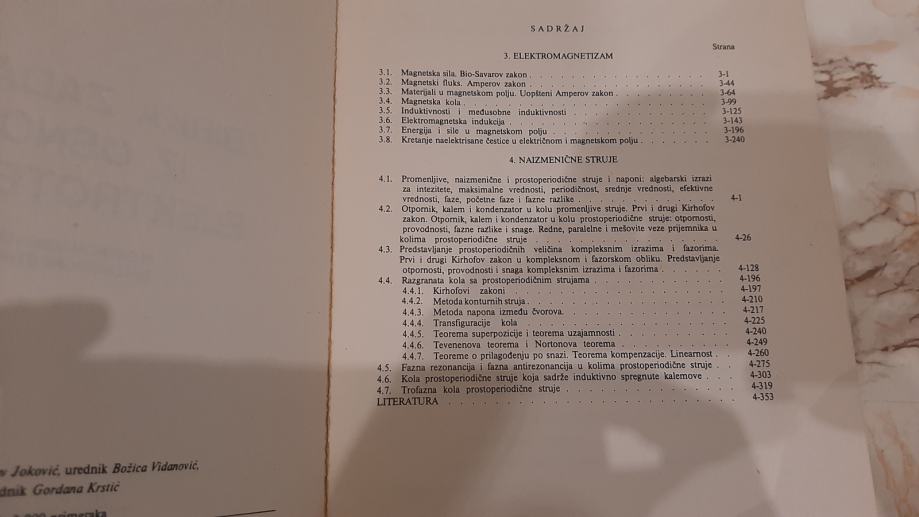 SADRŽAJ
Strana
3. ELEKTROMAGNETIZAM
3.1. Magnetska sila. Bio-Savarov zakon . . . . . . . . . . . . . . . . . 3-1
3.2. Magnetski fluks. Amperov zakon . . . . . . . . . . . . . . . . . 3-44
3.3. Materijali u magnetskom polju. Uopšteni Amperov zakon . . . . . . . . . 3-64
3.4. Magnetska kola . . . . . . . . . . . . . . . . . . . . . . . 3-99
3.5. Induktivnosti i međusobne induktivnosti . . . . . . . . . . . . . . 3-125
3.6. Elektromagnetska indukcija . . . . . . . . . . . . . . . . . . . 3-143
3.7. Energija i sile u magnetskom polju . . . . . . . . . . . . . . . . 3-196
3.8. Kretanje naelektrisane čestice u električnom i magnetskom polju . . . . . . . 3-240
4. NAIZMENIČNE STRUJE
4.1. Promenljive, naizmenične i prostoperiodične struje i naponi: algebarski izrazi
za intezitete, maksimalne vrednosti, periodičnost, srednje vrednosti, efektivne
vrednosti, faze, početne faze i fazne razlike . . . . . . . . . . . . . 4-1
4.2. Otpornik, kalem i kondenzator u kolu promenljive struje. Prvi i drugi Kirhofov
zakon. Otpornik, kalem i kondenzator u kolu prostoperiodične struje: otpornosti,
provodnosti, fazne razlike i snage. Redne, paralelne i mešovite veze prijemnika u
kolima prostoperiodične struje . . . . . . . . . . . . . . . . . 4-26
4.3. Predstavljanje prostoperiodičnih veličina kompleksnim izrazima i fazorima.
Prvi i drugi Kirhofov zakon u kompleksnom i fazorskom obliku. Predstavljanje
otpornosti, provodnosti i snaga kompleksnim izrazima i fazorima . . . . . . 4-128
4.4. Razgranata kola sa prostoperiodičnim strujama . . . . . . . . . . . . 4-196
4.4.1. Kirhofovi zakoni . . . . . . . . . . . . . . . . . . . . 4-197
4.4.2. Metoda konturnih struja . . . . . . . . . . . . . . . . . . 4-210
4.4.3. Metoda napona između čvorova. . . . . . . . . . . . . . . . 4-217
4.4.4. Transfiguracije kola . . . . . . . . . . . . . . . . . . . 4-225
4.4.5. Teorema superpozicije i teorema uzajamnosti . . . . . . . . . . 4-240
4.4.6. Tevenenova teorema i Nortonova teorema . . . . . . . . . . . 4-249
4.4.7. Teoreme o prilagođenju po snazi. Teorema kompenzacije. Linearnost . 4-260
4.5. Fazna rezonancija i fazna antirezonancija u kolima prostoperiodične struje . . . 4-275
4.6. Kola prostoperiodične struje koja sadrže induktivno spregnute kalemove . . . 4-303
4.7. Trofazna kola prostoperiodične struje . . . . . . . . . . . . . . . 4-319
LITERATURA . . . . . . . . . . . . . . . . . . . . . . . . . 4-353
Joković, urednik Božica Vidanović,
dnik Gordana Krstić